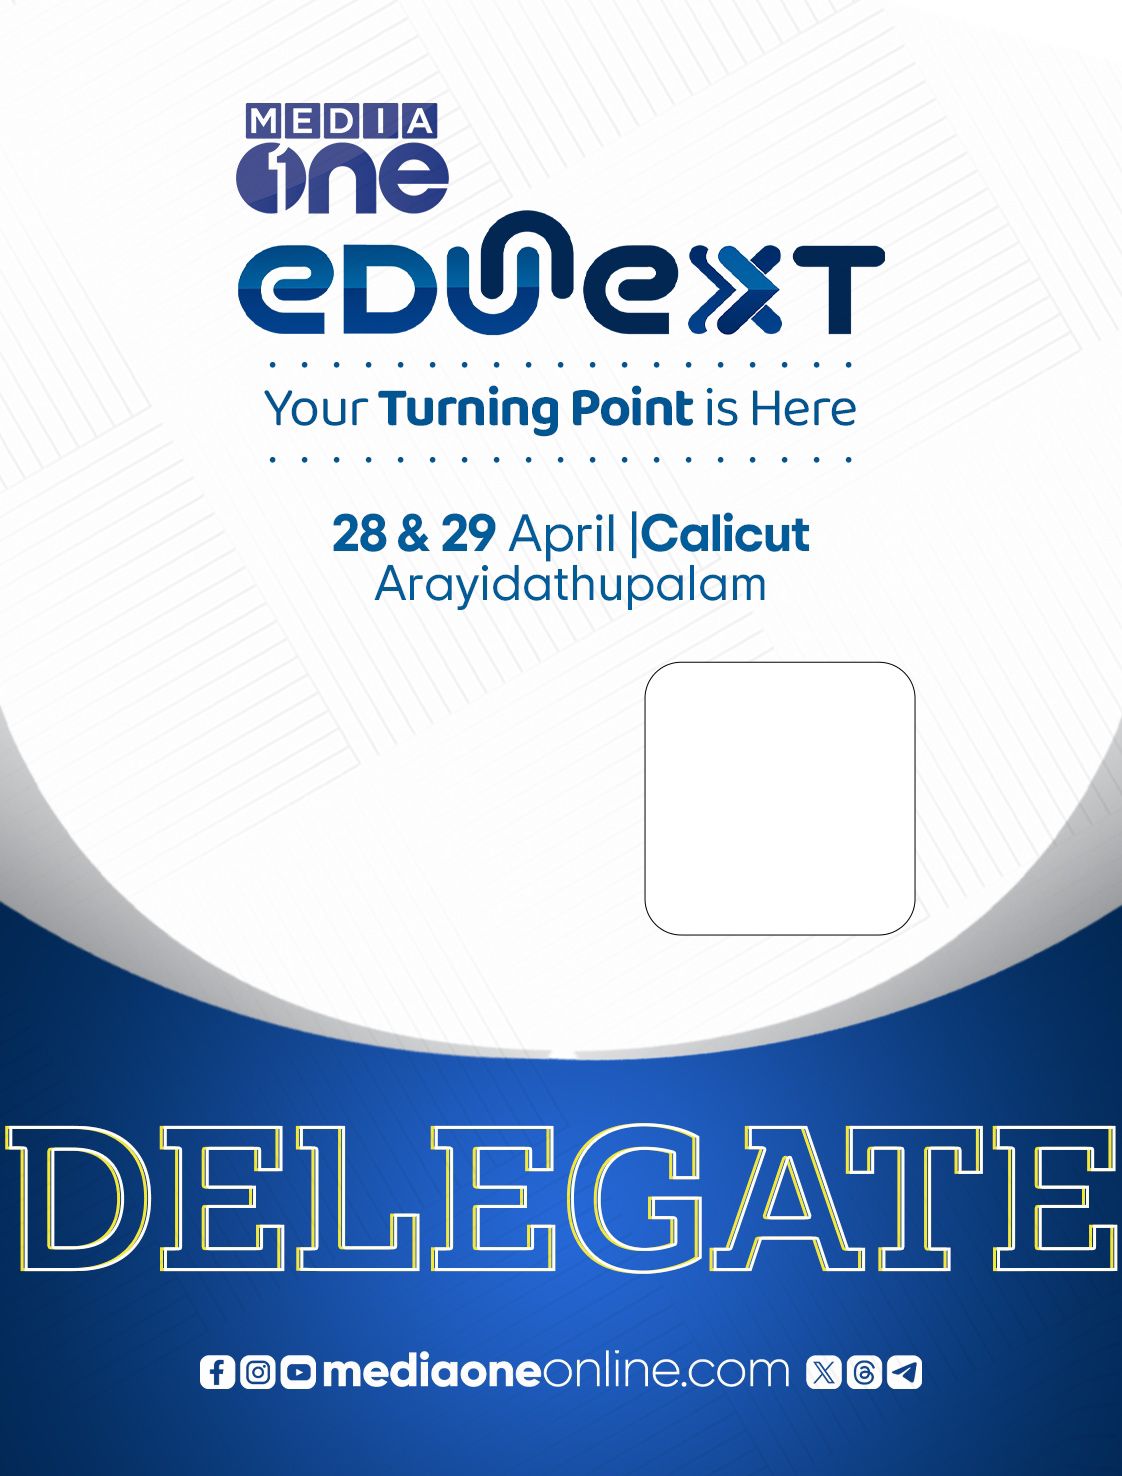 MEDIA
one
eDUNeXT
Your Turning Point is Here
28 & 29 April |Calicut
Arayidathupalam
DELEGATE
mediaoneonline.com